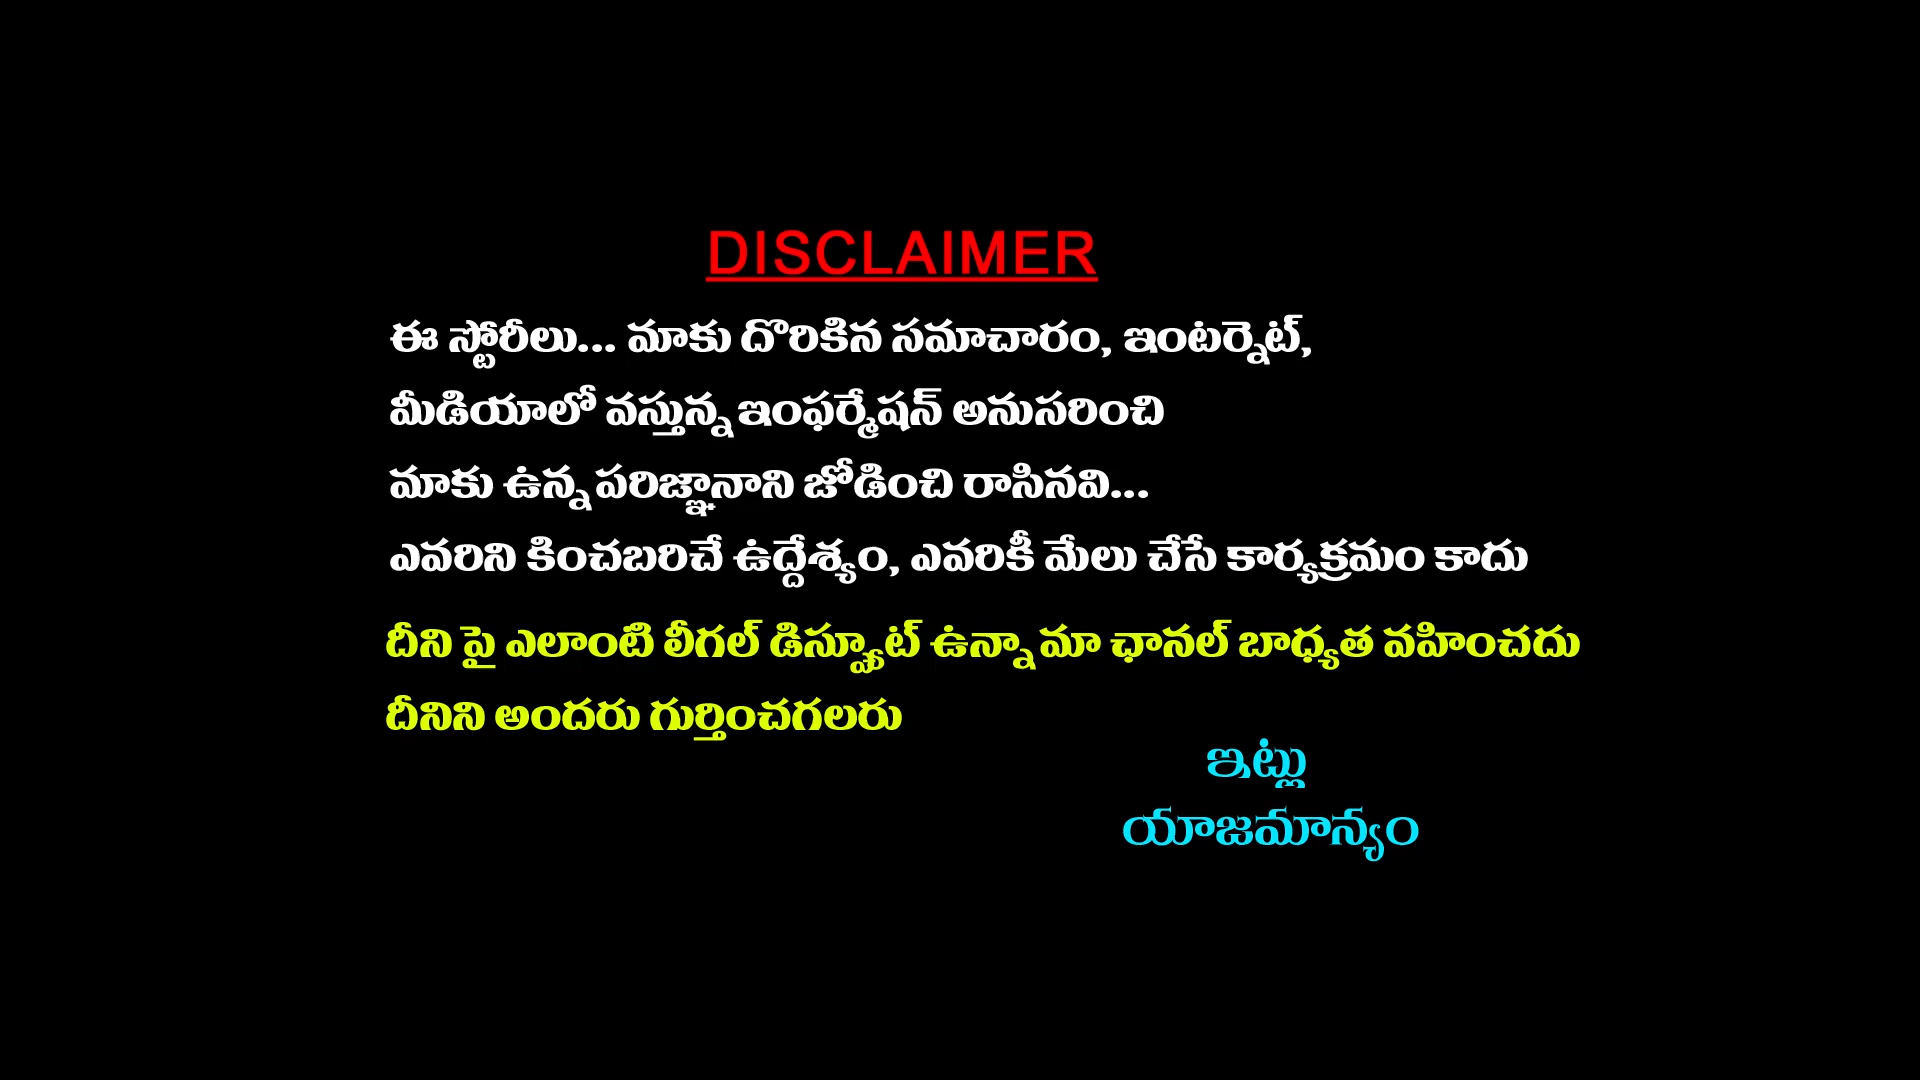 DISCLAIMER
ఈ స్టోరీలు... మాకు దొరికిన సమాచారం, ఇంటర్నెట్,
మీడియాలో వస్తున్న ఇంఫర్మేషన్ అనుసరించి
మాకు ఉన్న పరిజ్ఞానాని జోడించి రాసినవి...
ఎవరిని కించబరిచే ఉద్దేశ్యం, ఎవరికీ మేలు చేసే కార్యక్రమం కాదు
దీని పై ఎలాంటి లీగల్ డిస్ప్యూట్ ఉన్నా మా ఛానల్ బాధ్యత వహించదు
దీనిని అందరు గుర్తించగలరు
ఇట్లు
యాజమాన్యం